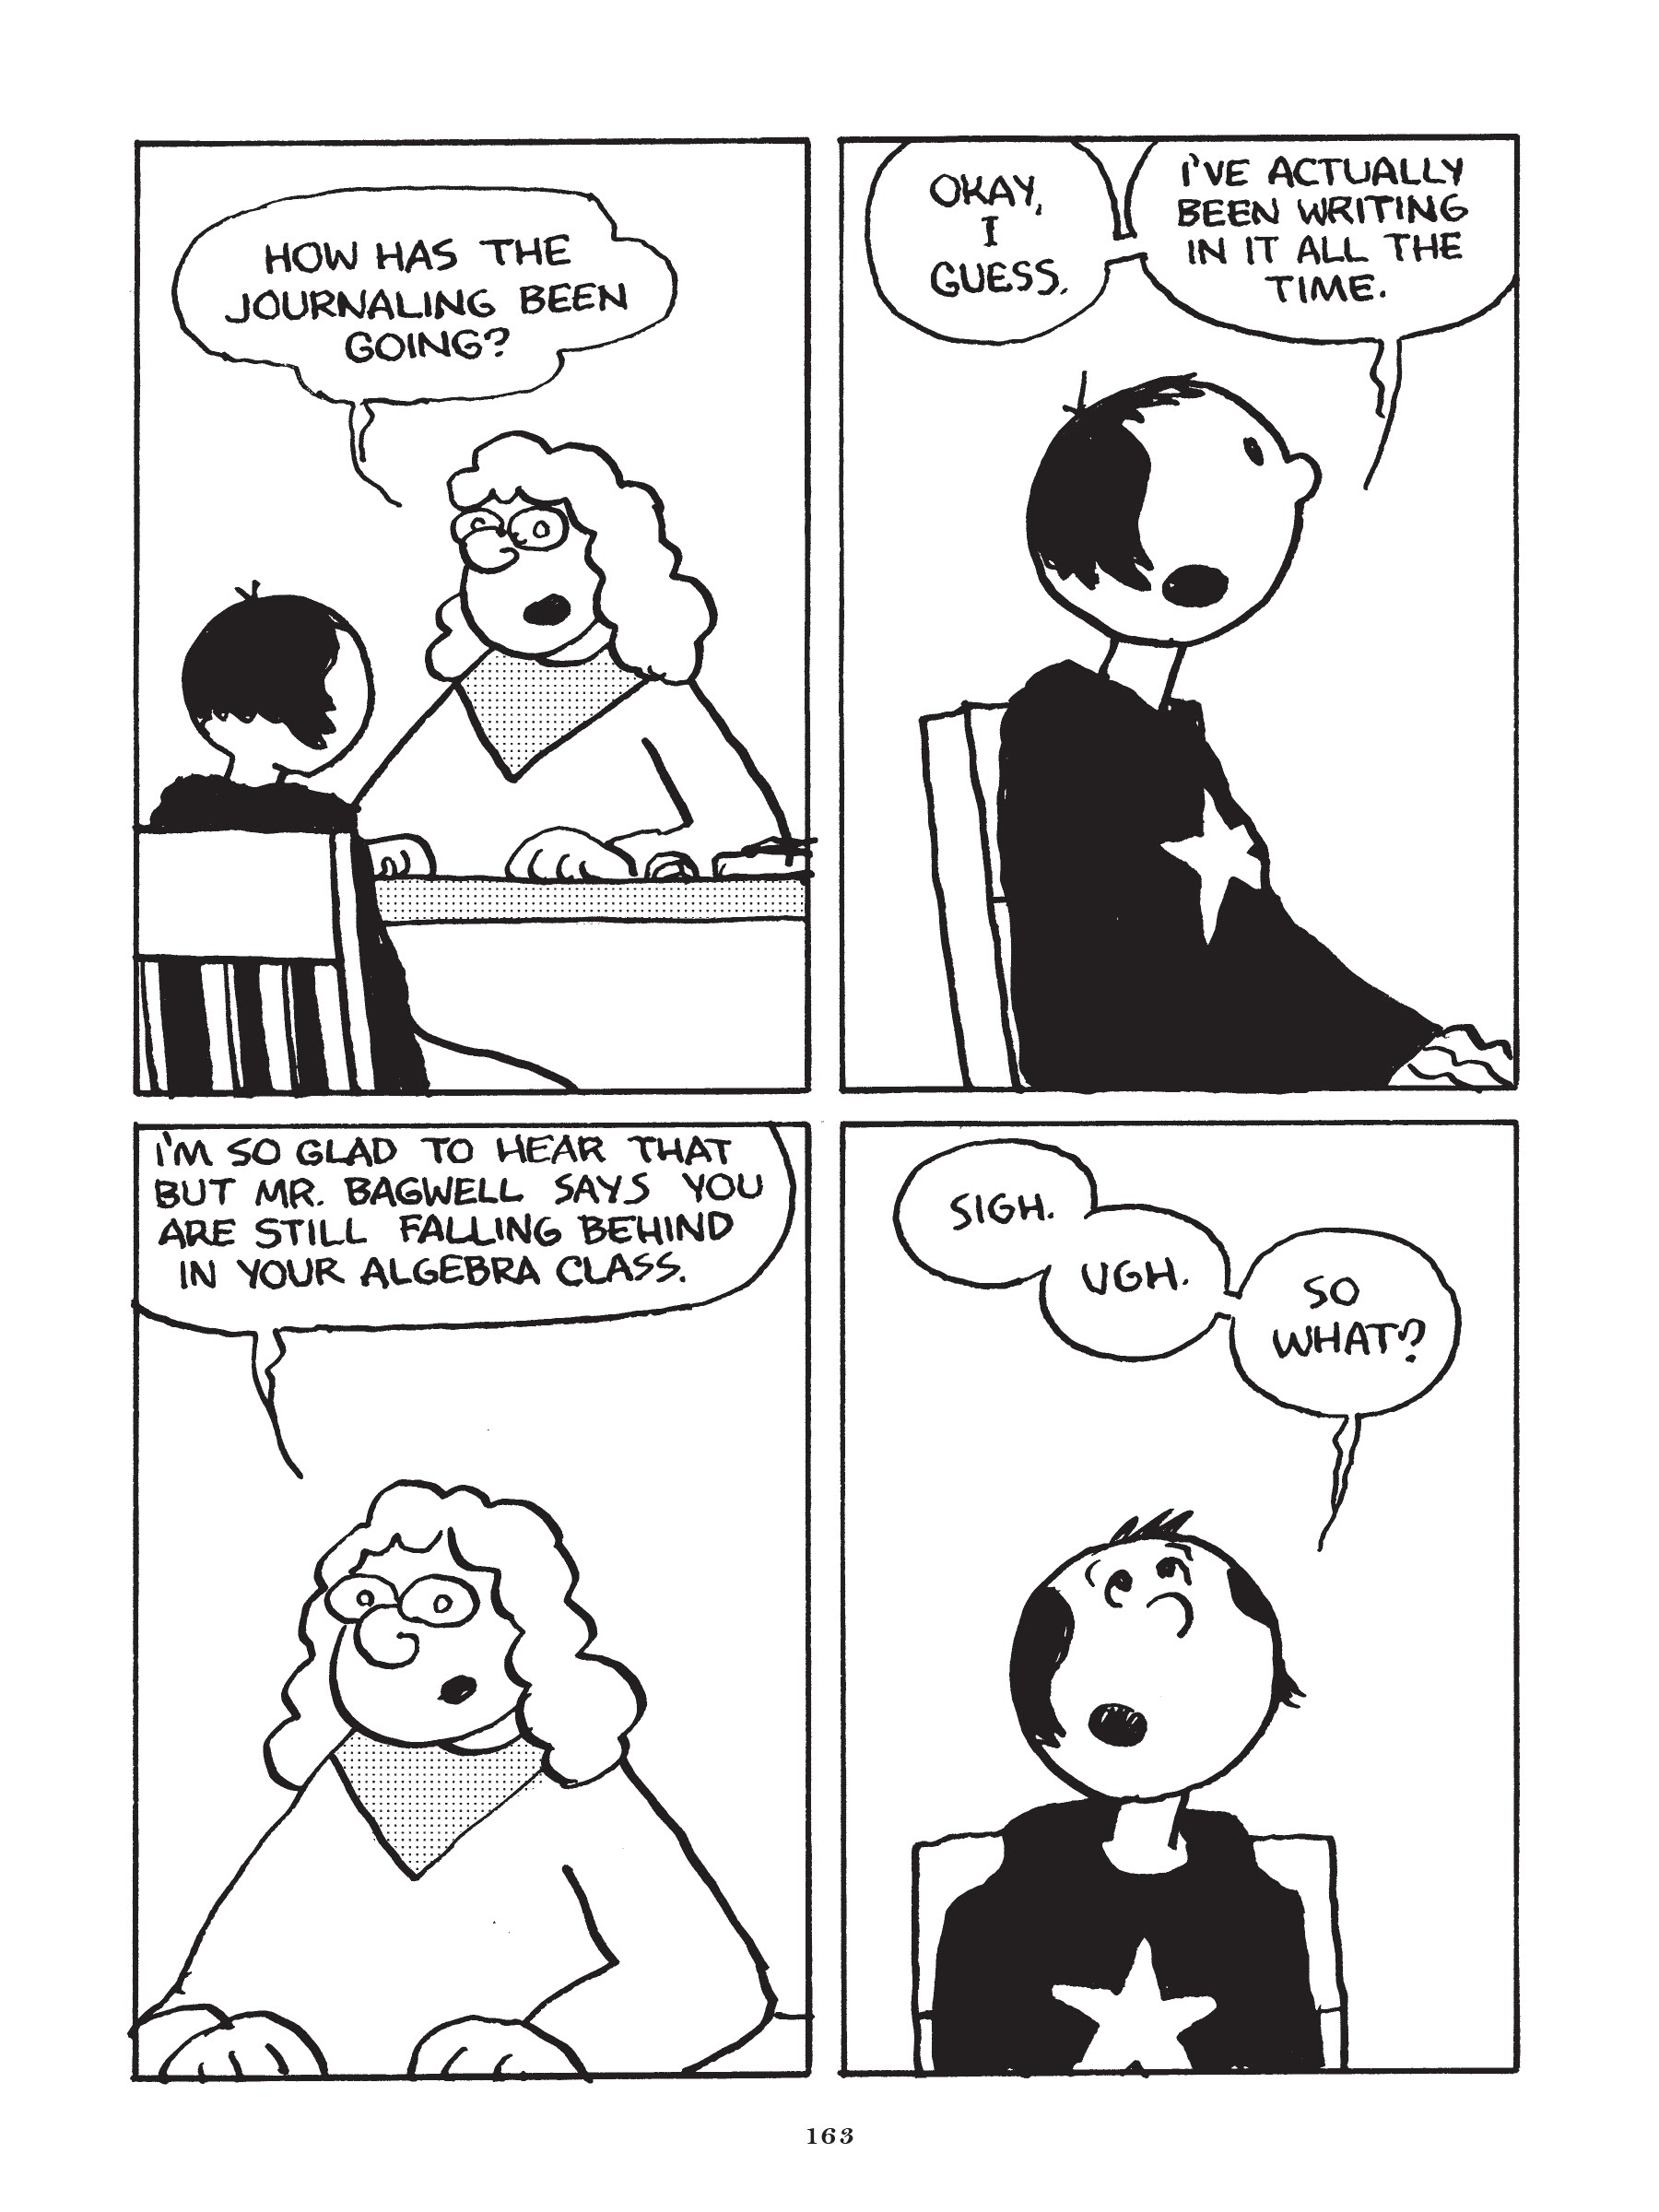 HOW HAS THE
JOURNALING BEEN
GOING?
OKAY,
I
GUESS.
I'VE ACTUALLY
BEEN WRITING
IN IT ALL THE
TIME.
I'M SO GLAD TO HEAR THAT
BUT MR. BAGWELL SAYS YOU
ARE STILL FALLING BEHIND
IN YOUR ALGEBRA CLASS.
SIGH.
UGH.
SO
WHAT?
163